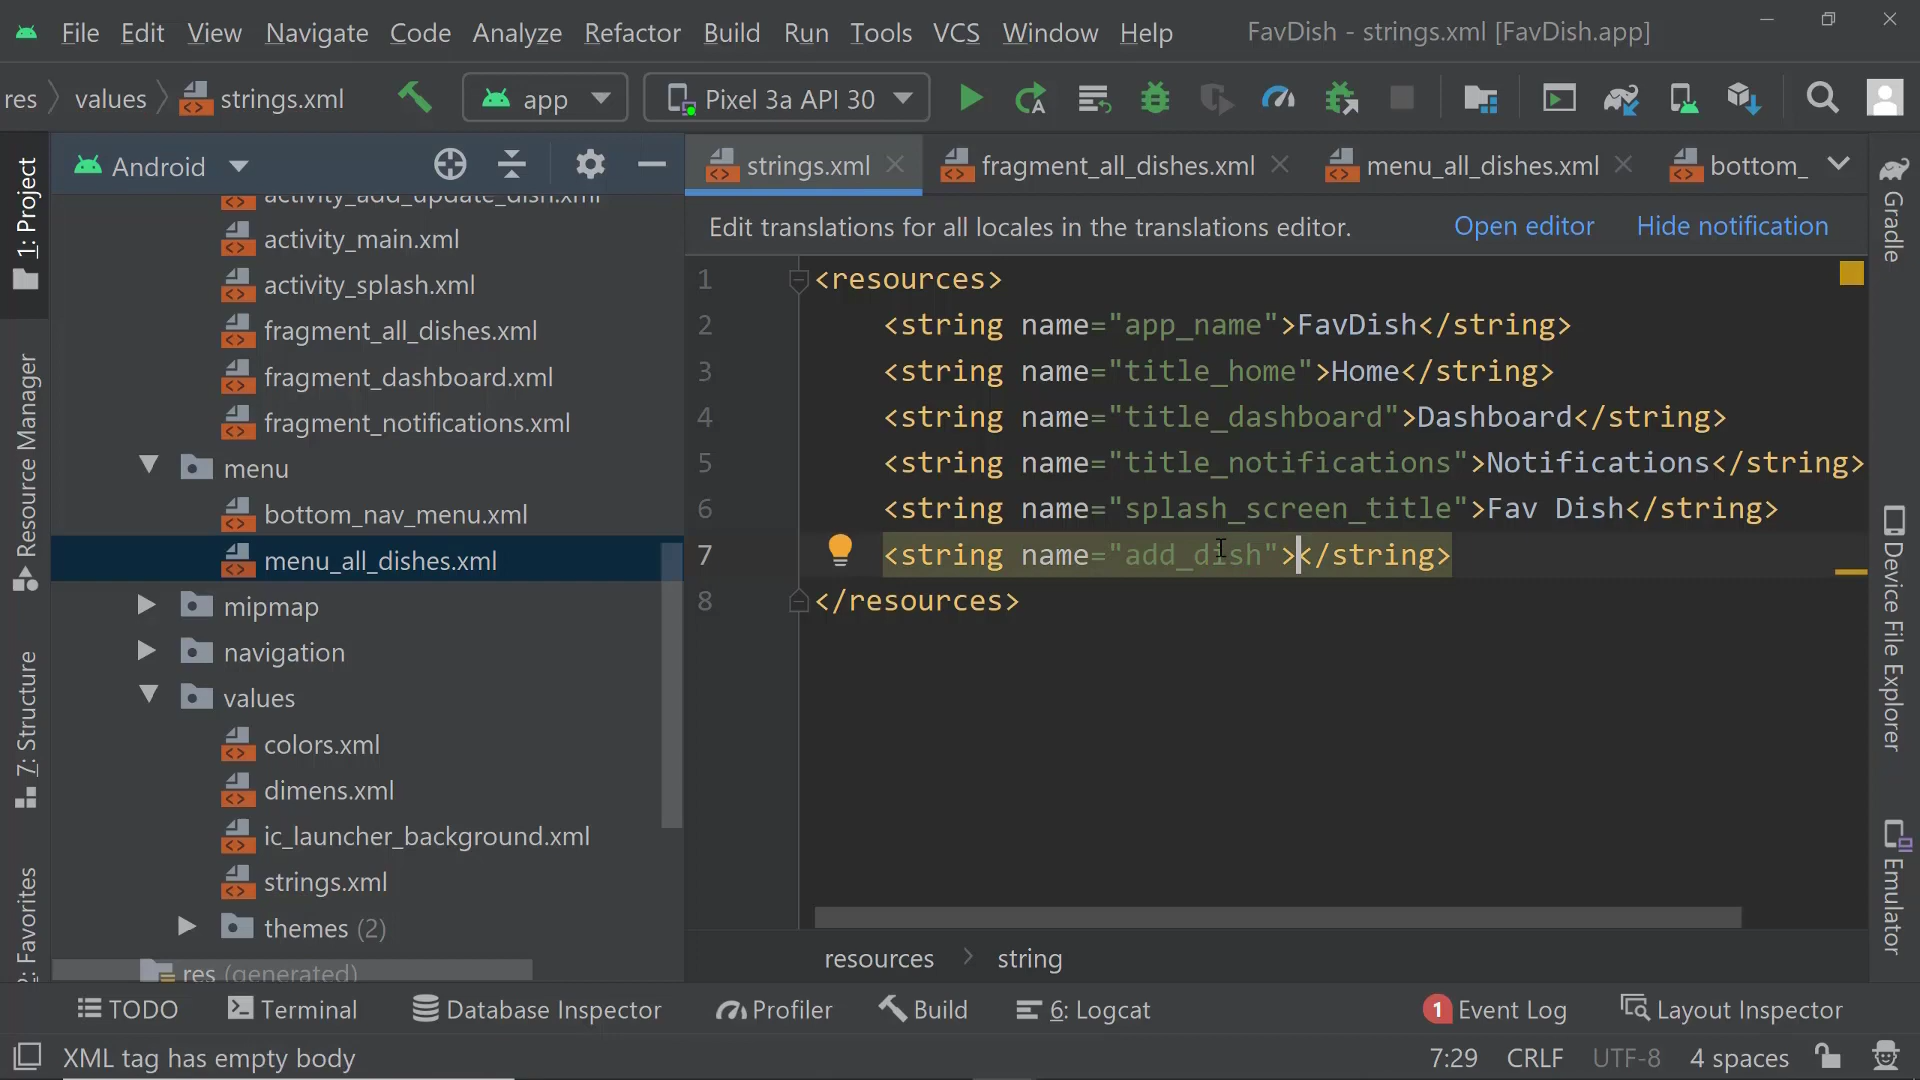 File Edit View Navigate Code Analyze Refactor Build Run Tools VCS Window Help FavDish - strings.xml [FavDish.app]
res values strings.xml app Pixel 3a API 30
1: Project
Resource Manager
7: Structure
2: Favorites
Android
activity_add_update_dish.xml
activity_main.xml
activity_splash.xml
fragment_all_dishes.xml
fragment_dashboard.xml
fragment_notifications.xml
menu
bottom_nav_menu.xml
menu_all_dishes.xml
mipmap
navigation
values
colors.xml
dimens.xml
ic_launcher_background.xml
strings.xml
themes (2)
res (generated)
strings.xml fragment_all_dishes.xml menu_all_dishes.xml bottom_
Edit translations for all locales in the translations editor. Open editor Hide notification
1 <resources>
2 <string name="app_name">FavDish</string>
3 <string name="title_home">Home</string>
4 <string name="title_dashboard">Dashboard</string>
5 <string name="title_notifications">Notifications</string>
6 <string name="splash_screen_title">Fav Dish</string>
7 <string name="add_dish"></string>
8 </resources>
resources string
Gradle
Device File Explorer
Emulator
TODO Terminal Database Inspector Profiler Build 6: Logcat 1 Event Log Layout Inspector
XML tag has empty body 7:29 CRLF UTF-8 4 spaces